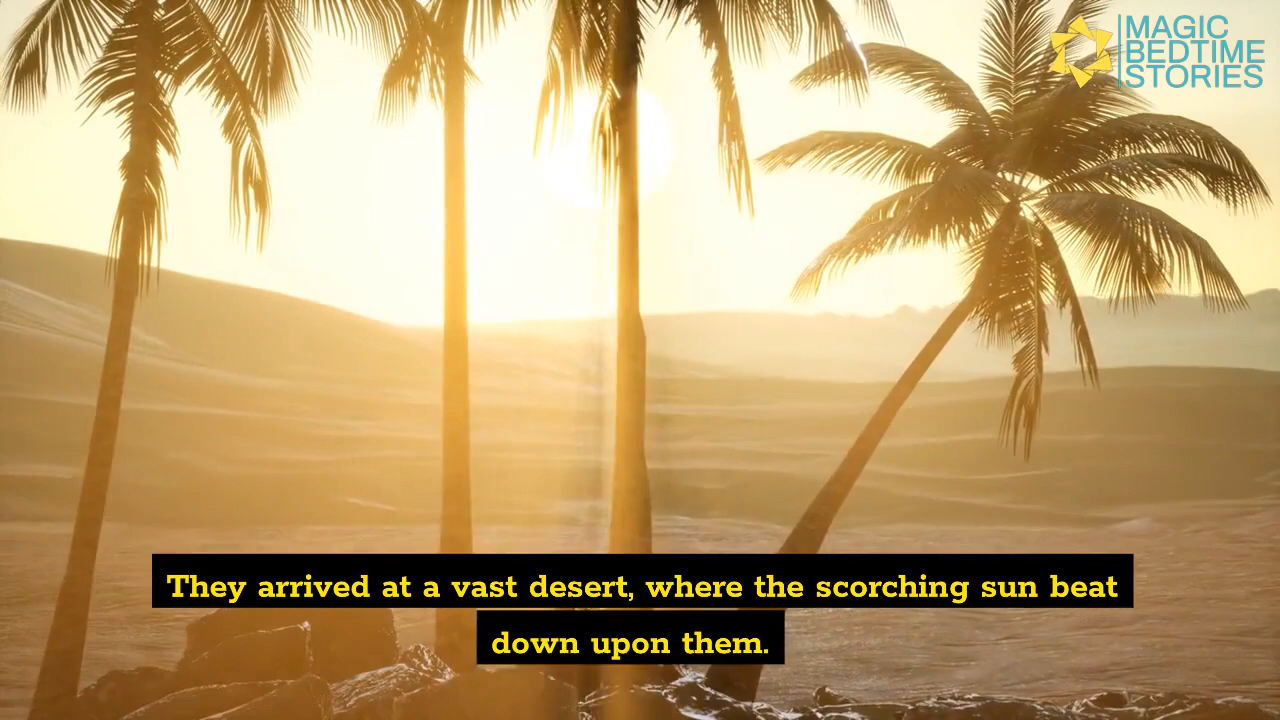 MAGIC
BEDTIME
STORIES
They arrived at a vast desert, where the scorching sun beat
down upon them.